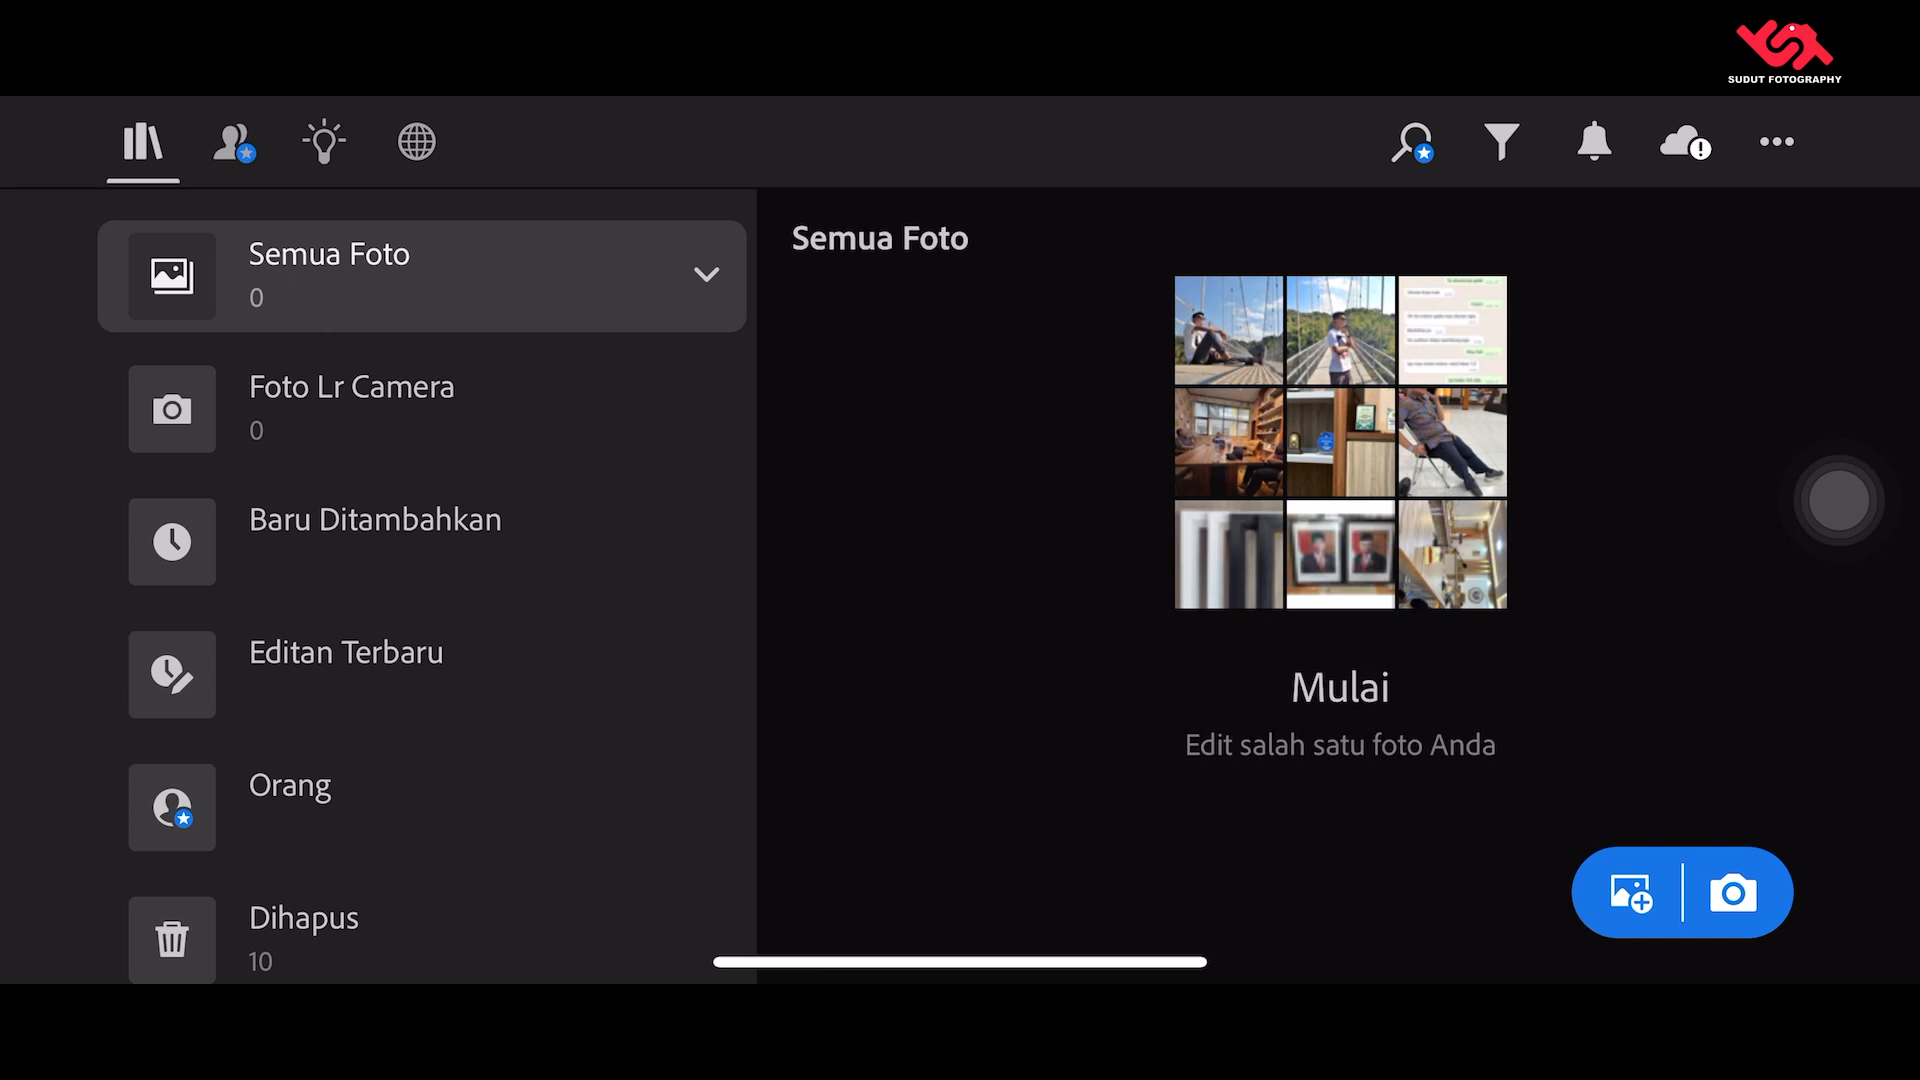 SUDUT FOTOGRAPHY
Semua Foto
0
Foto Lr Camera
0
Baru Ditambahkan
Editan Terbaru
Orang
Dihapus
10
Semua Foto
Mulai
Edit salah satu foto Anda